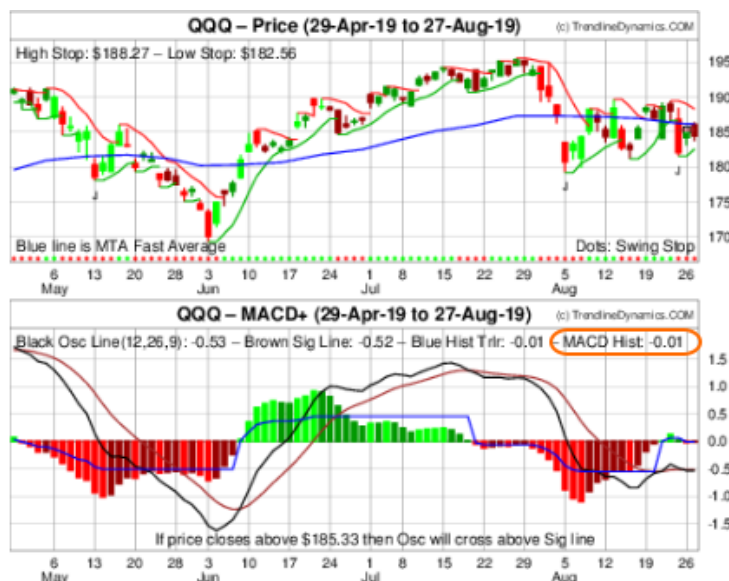 QQQ – Price (29-Apr-19 to 27-Aug-19) (c) TrendlineDynamics.COM
High Stop: $188.27 – Low Stop: $182.56
195
190
185
180
175
170
J
J
J
Blue line is MTA Fast Average Dots: Swing Stop
6 13 20 28 3 10 17 24 1 8 15 22 29 5 12 19 26
May Jun Jul Aug
QQQ – MACD+ (29-Apr-19 to 27-Aug-19) (c) TrendlineDynamics.COM
Black Osc Line(12,26,9): -0.53 – Brown Sig Line: -0.52 – Blue Hist Trlr: -0.01 – MACD Hist: -0.01
1.5
1.0
0.5
0.0
-0.5
-1.0
-1.5
If price closes above $185.33 then Osc will cross above Sig line
6 13 20 28 3 10 17 24 1 8 15 22 29 5 12 19 26
May Jun Jul Aug